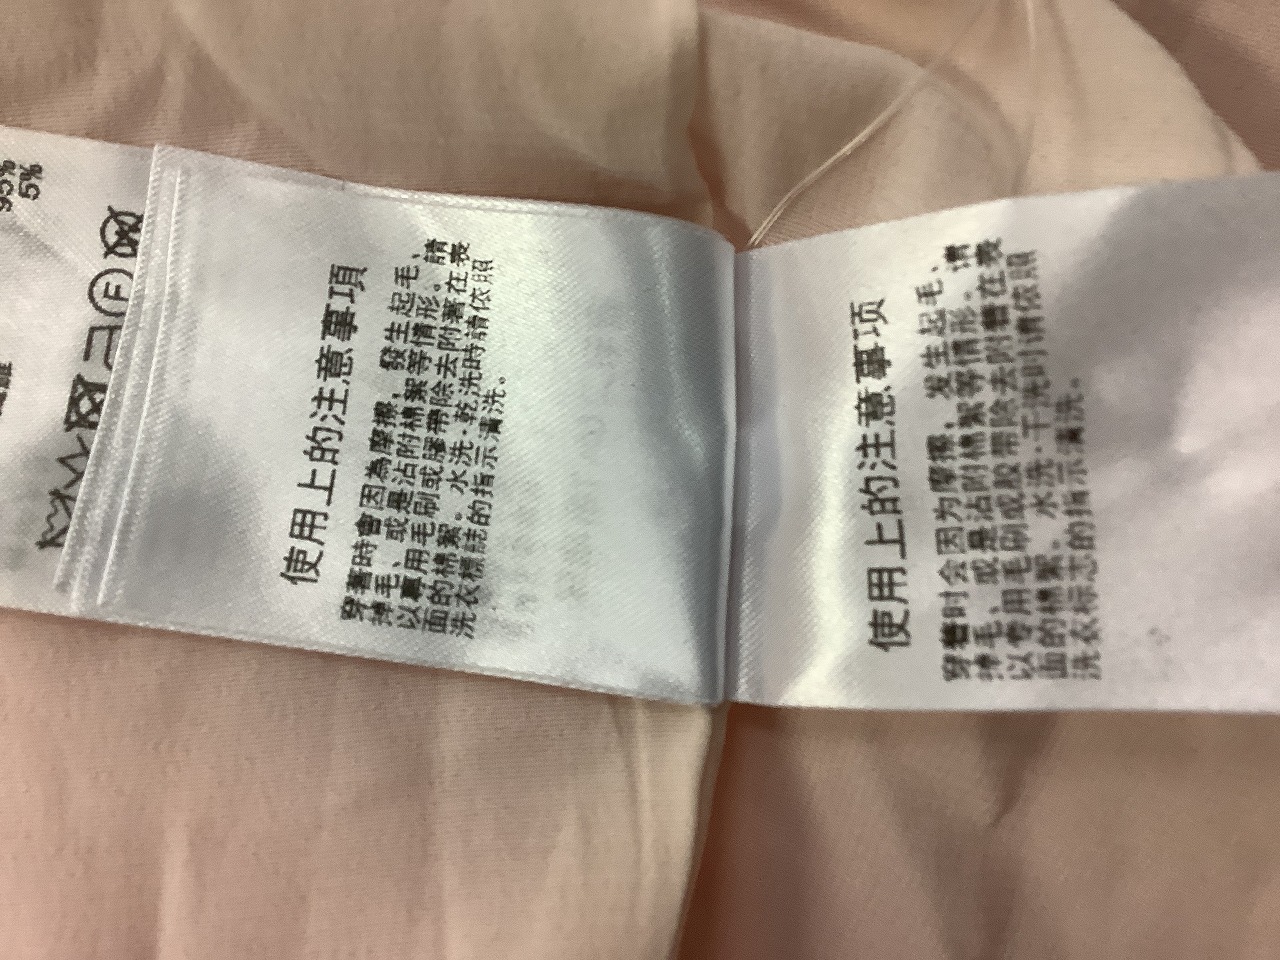 95%
5%
使用上的注意事項
穿著時會因為摩擦，發生起毛、
掉毛、或是沾附棉絮等情形。請
以專用毛刷或膠帶除去附著在表
面的棉絮。水洗·乾洗時請依照
洗衣標誌的指示清洗。
使用上的注意事项
穿着时会因为摩擦，发生起毛、
掉毛、或是沾附棉絮等情形。请
以专用毛刷或胶带除去附着在表
面的棉絮。水洗·干洗时请依照
洗衣标志的指示清洗。